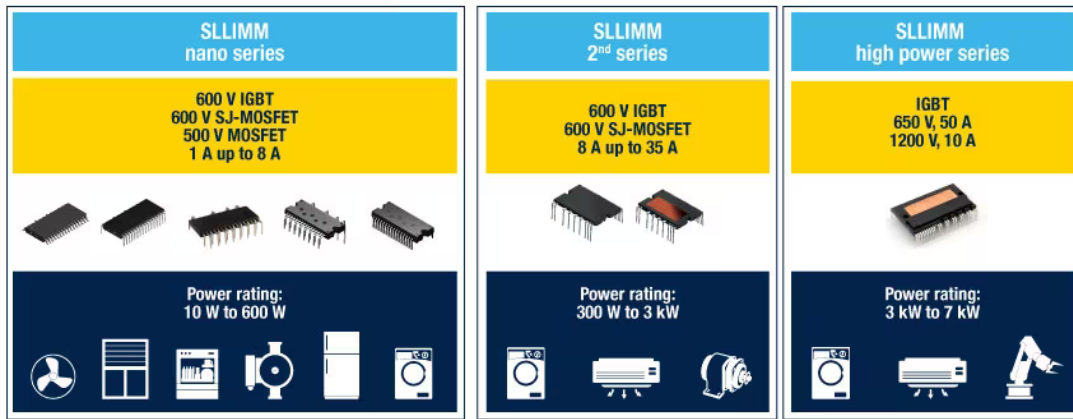 SLLIMM
nano series
600 V IGBT
600 V SJ-MOSFET
500 V MOSFET
1 A up to 8 A
Power rating:
10 W to 600 W
SLLIMM
2nd series
600 V IGBT
600 V SJ-MOSFET
8 A up to 35 A
Power rating:
300 W to 3 kW
SLLIMM
high power series
IGBT
650 V, 50 A
1200 V, 10 A
Power rating:
3 kW to 7 kW